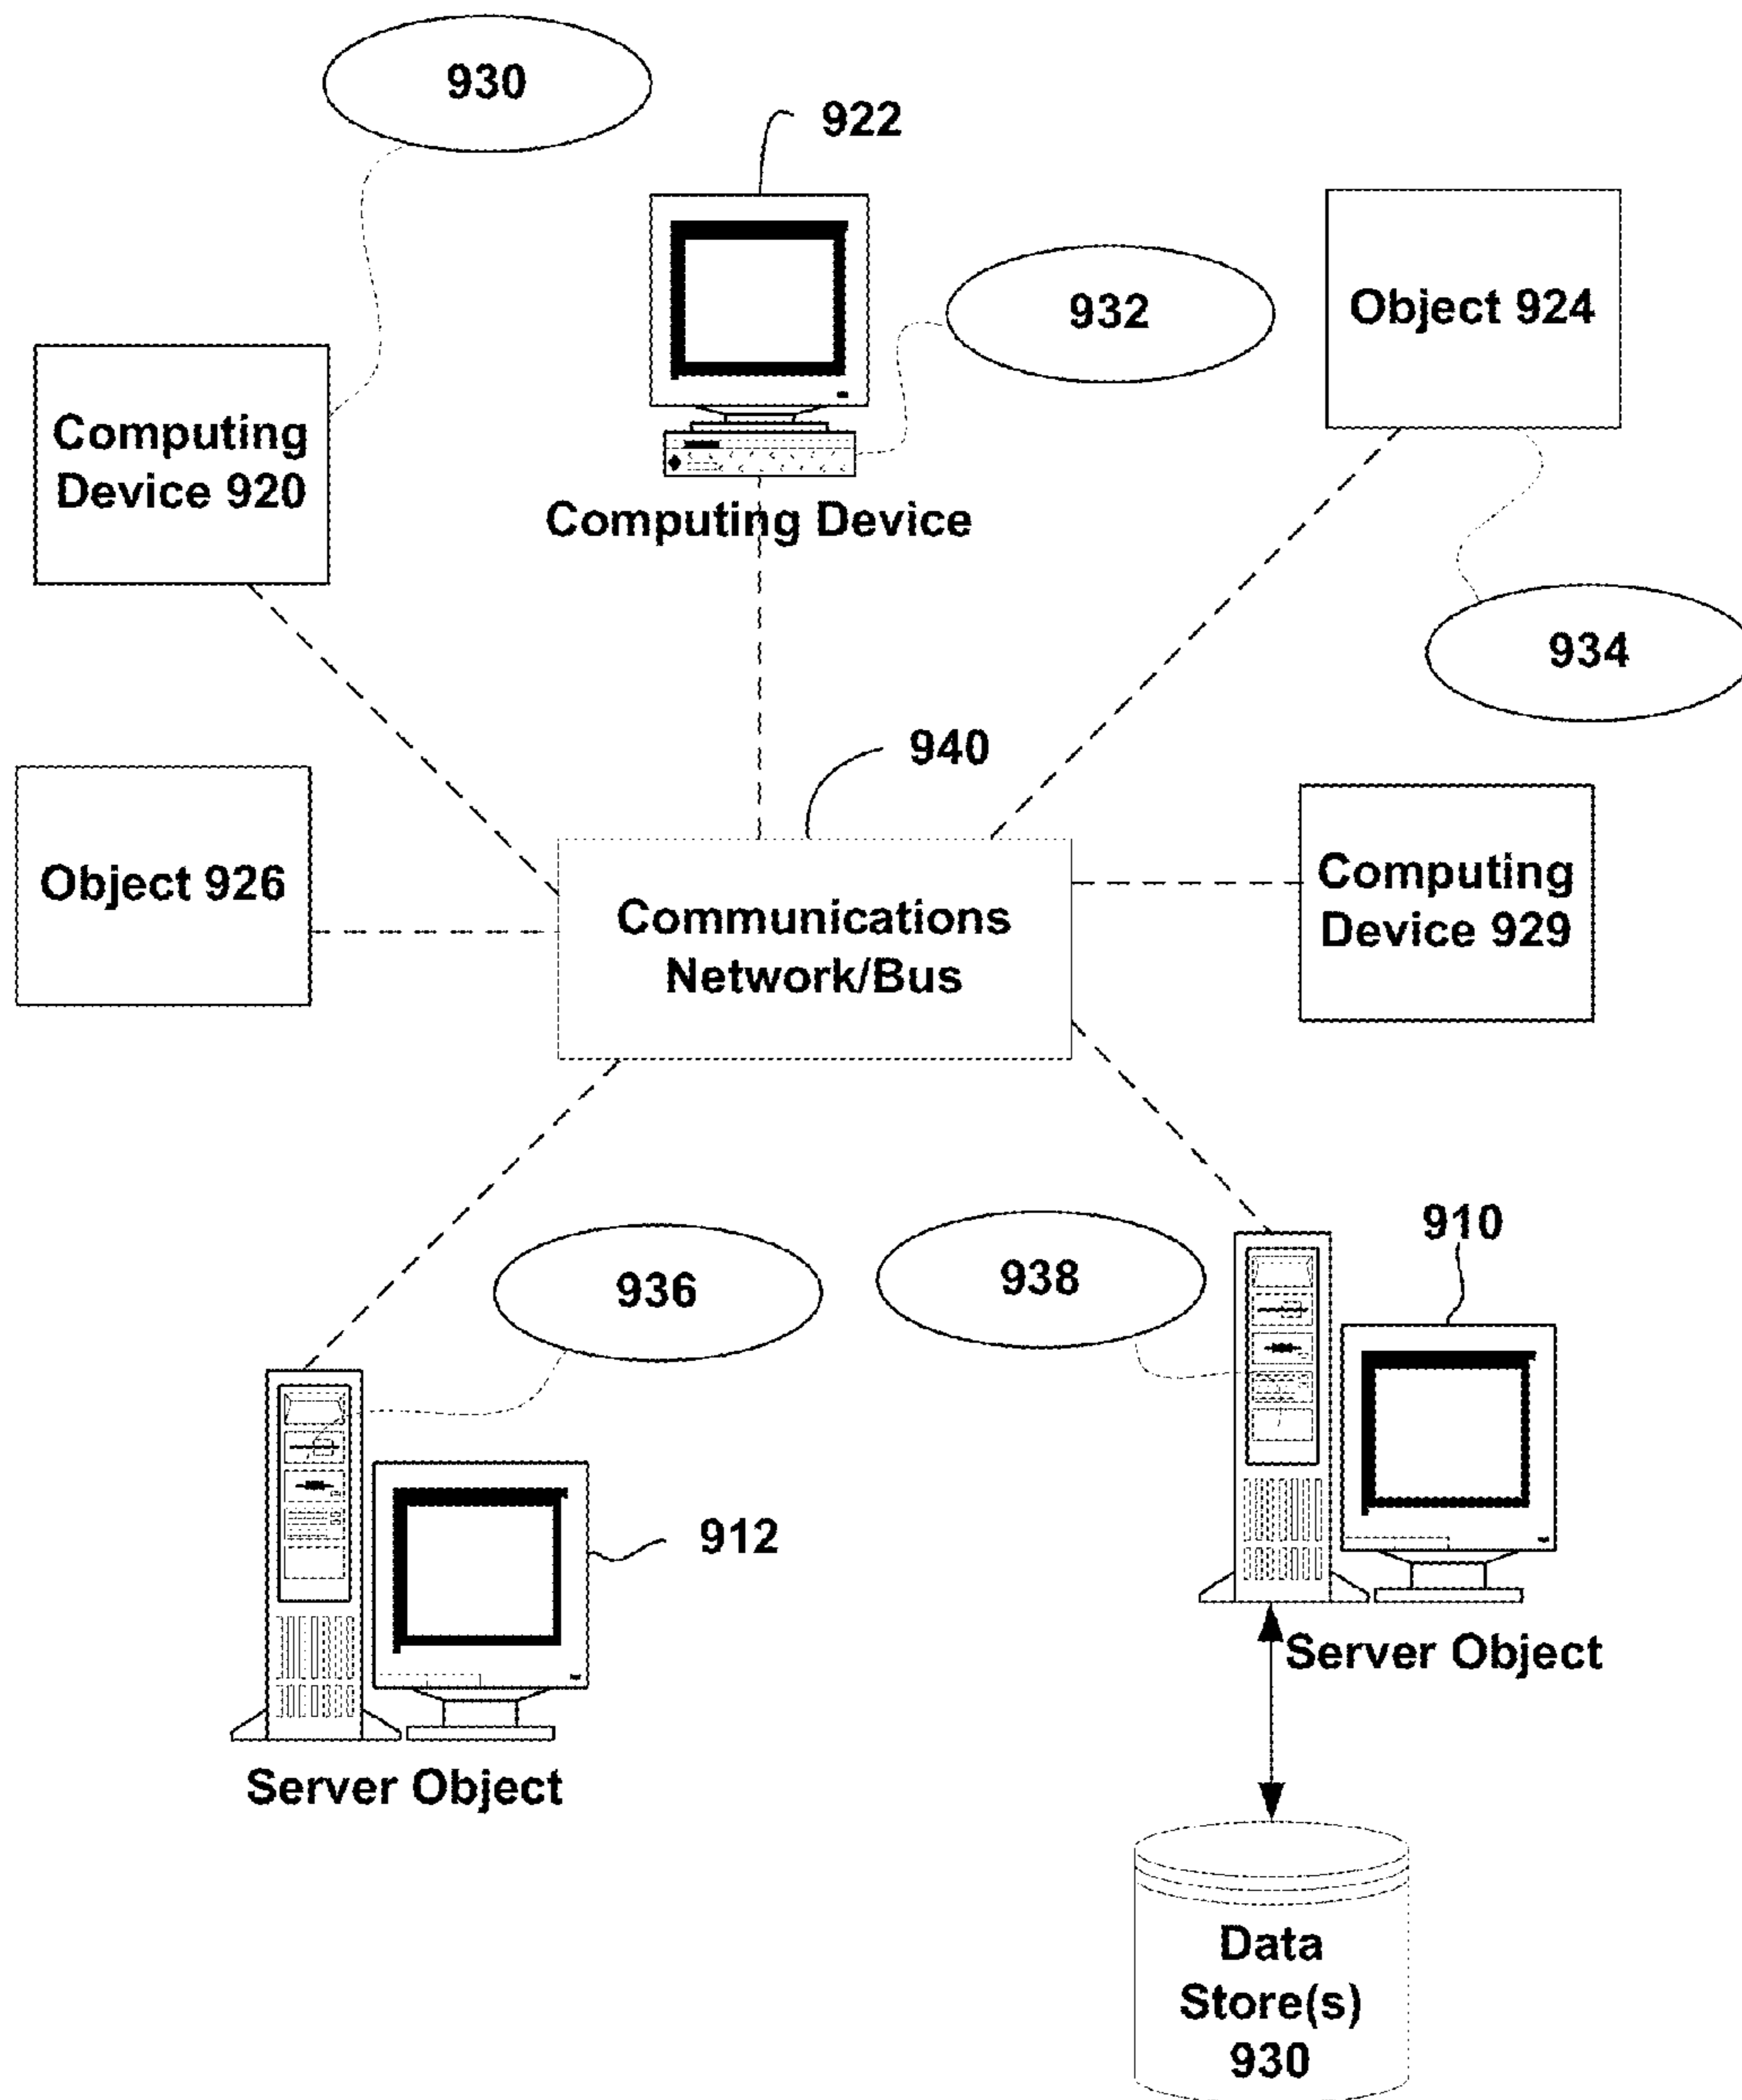 930
922
932
Object 924
Computing
Device 920
Computing Device
934
940
Object 926
Computing
Device 929
Communications
Network/Bus
936
938
910
912
Server Object
Server Object
Data
Store(s)
930